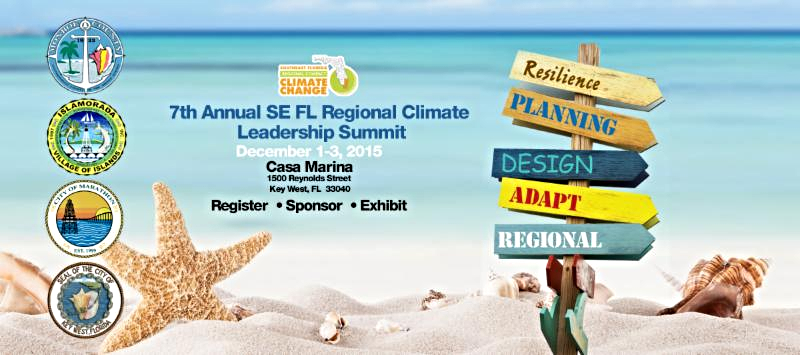 MONROE COUNTY
ISLAMORADA
VILLAGE OF ISLANDS
CITY OF MARATHON
EST. 1999
SEAL OF THE CITY OF
KEY WEST, FLORIDA
SOUTHEAST FLORIDA
REGIONAL COMPACT
CLIMATE
CHANGE
7th Annual SE FL Regional Climate
Leadership Summit
December 1-3, 2015
Casa Marina
1500 Reynolds Street
Key West, FL 33040
Register • Sponsor • Exhibit
Resilience
PLANNING
DESIGN
ADAPT
REGIONAL